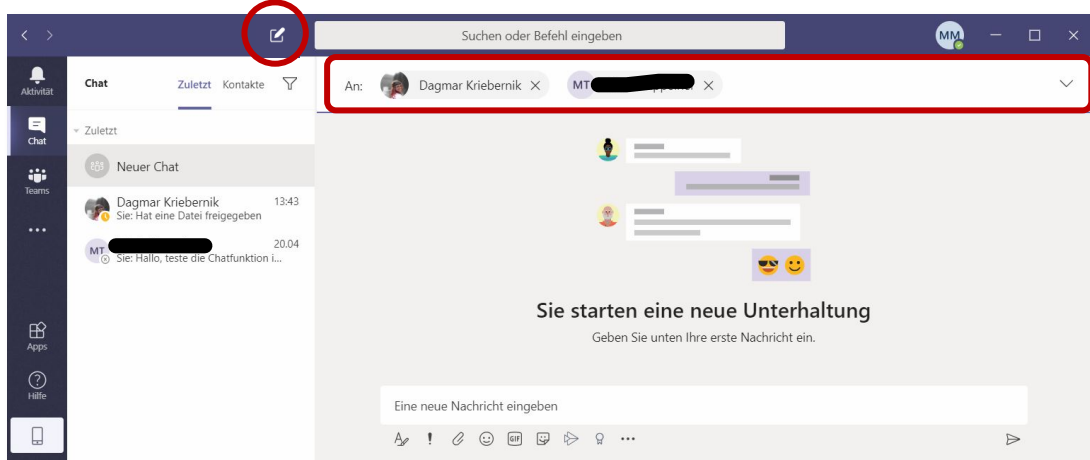 Suchen oder Befehl eingeben
MM
Aktivität
Chat
Teams
Apps
Hilfe
Chat
Zuletzt Kontakte
Zuletzt
Neuer Chat
Dagmar Kriebernik 13:43
Sie: Hat eine Datei freigegeben
MT 20.04
Sie: Hallo, teste die Chatfunktion i...
An: Dagmar Kriebernik MT
Sie starten eine neue Unterhaltung
Geben Sie unten Ihre erste Nachricht ein.
Eine neue Nachricht eingeben
GIF